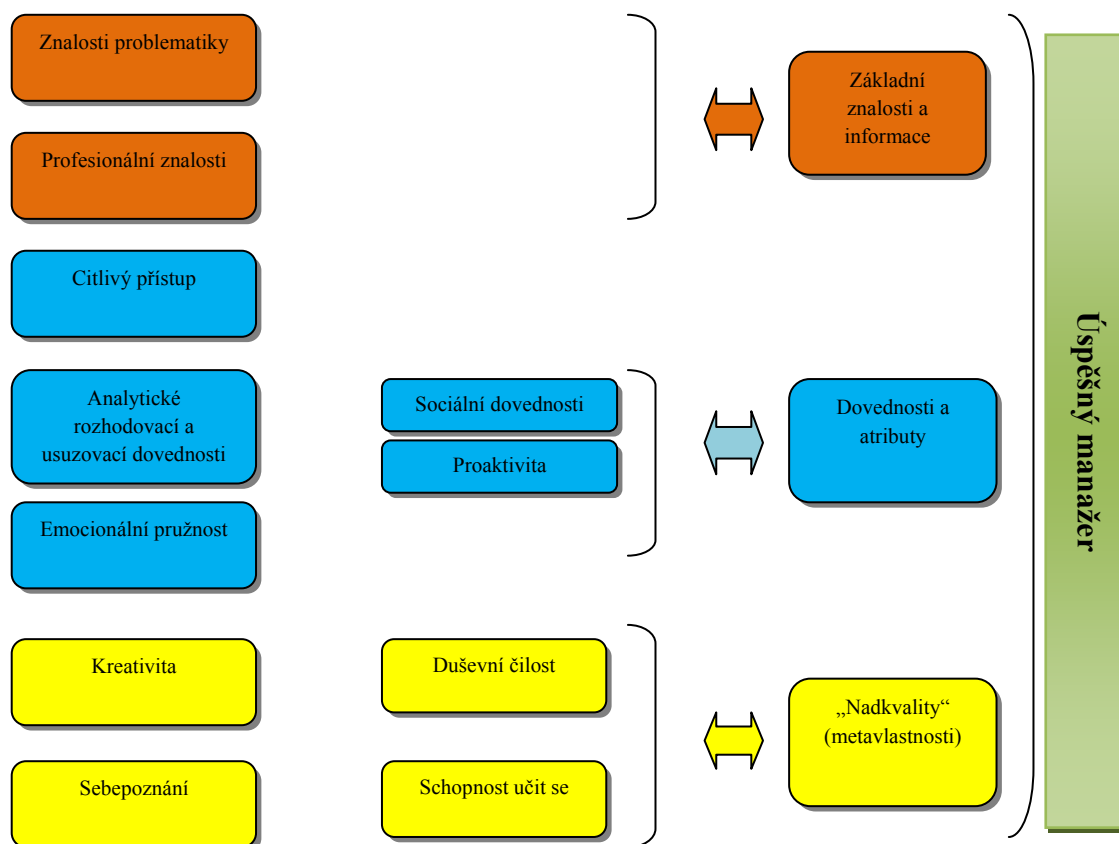 Znalosti problematiky
Profesionální znalosti
Základní
znalosti a
informace
Citlivý přístup
Analytické
rozhodovací a
usuzovací dovednosti
Emocionální pružnost
Sociální dovednosti
Proaktivita
Dovednosti a
atributy
Kreativita
Sebepoznání
Duševní čilost
Schopnost učit se
„Nadkvality“
(metavlastnosti)
Úspěšný manažer